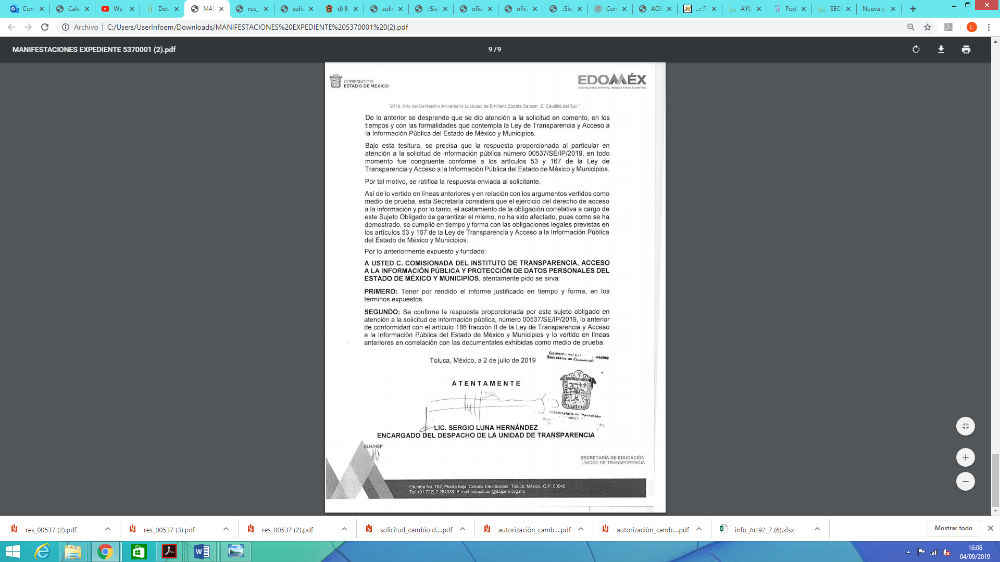 Corr
Cale
We
Deta
MAN
res_
solic
d) B
solic
.:Sist
ofici
ofici
.:Sist
Con
AOS
..:: P
AYU
Pod
SEC
Nueva p
Archivo
C:/Users/UserInfoem/Downloads/MANIFESTACIONES%20EXPEDIENTE%205370001%20(2).pdf
L
MANIFESTACIONES EXPEDIENTE 5370001 (2).pdf
9 / 9
GOBIERNO DEL
ESTADO DE MÉXICO
EDOMÉX
DECISIONES FIRMES, RESULTADOS FUERTES.
"2019. Año del Centésimo Aniversario Luctuoso de Emiliano Zapata Salazar. El Caudillo del Sur."
De lo anterior se desprende que se dio atención a la solicitud en comento, en los
tiempos y con las formalidades que contempla la Ley de Transparencia y Acceso a
la Información Pública del Estado de México y Municipios.
Bajo esta tesitura, se precisa que la respuesta proporcionada al particular en
atención a la solicitud de información pública número 00537/SE/IP/2019, en todo
momento fue congruente conforme a los artículos 53 y 167 de la Ley de
Transparencia y Acceso a la Información Pública del Estado de México y Municipios.
Por tal motivo, se ratifica la respuesta enviada al solicitante.
Así de lo vertido en líneas anteriores y en relación con los argumentos vertidos como
medio de prueba, esta Secretaría considera que el ejercicio del derecho de acceso
a la información y por lo tanto, el acatamiento de la obligación correlativa a cargo de
este Sujeto Obligado de garantizar el mismo, no ha sido afectado, pues como se ha
demostrado, se cumplió en tiempo y forma con las obligaciones legales previstas en
los artículos 53 y 167 de la Ley de Transparencia y Acceso a la Información Pública
del Estado de México y Municipios.
Por lo anteriormente expuesto y fundado:
A USTED C. COMISIONADA DEL INSTITUTO DE TRANSPARENCIA, ACCESO
A LA INFORMACIÓN PÚBLICA Y PROTECCIÓN DE DATOS PERSONALES DEL
ESTADO DE MÉXICO Y MUNICIPIOS, atentamente pido se sirva:
PRIMERO: Tener por rendido el informe justificado en tiempo y forma, en los
términos expuestos.
SEGUNDO: Se confirme la respuesta proporcionada por este sujeto obligado en
atención a la solicitud de información pública, número 00537/SE/IP/2019, lo anterior
de conformidad con el artículo 186 fracción II de la Ley de Transparencia y Acceso
a la Información Pública del Estado de México y Municipios y lo vertido en líneas
anteriores en correlación con las documentales exhibidas como medio de prueba.
Toluca, México, a 2 de julio de 2019
Gobierno del México
Secretaría de Educación
ATENTAMENTE
Subsecretaría de Planeación
LIC. SERGIO LUNA HERNÁNDEZ
ENCARGADO DEL DESPACHO DE LA UNIDAD DE TRANSPARENCIA
SLH/HSP
SECRETARÍA DE EDUCACIÓN
UNIDAD DE TRANSPARENCIA
Otumba No. 782, Planta baja, Colonia Electricistas, Toluca, México. C.P. 50040
Tel. (01 722) 2 264333, E-mail: educacion@itaipem.org.mx
res_00537 (2).pdf
res_00537 (3).pdf
res_00537 (2).pdf
solicitud_cambio d....pdf
autorización_camb....pdf
autorización_camb....pdf
info_Art92_7 (6).xlsx
Mostrar todo
16:06
04/09/2019